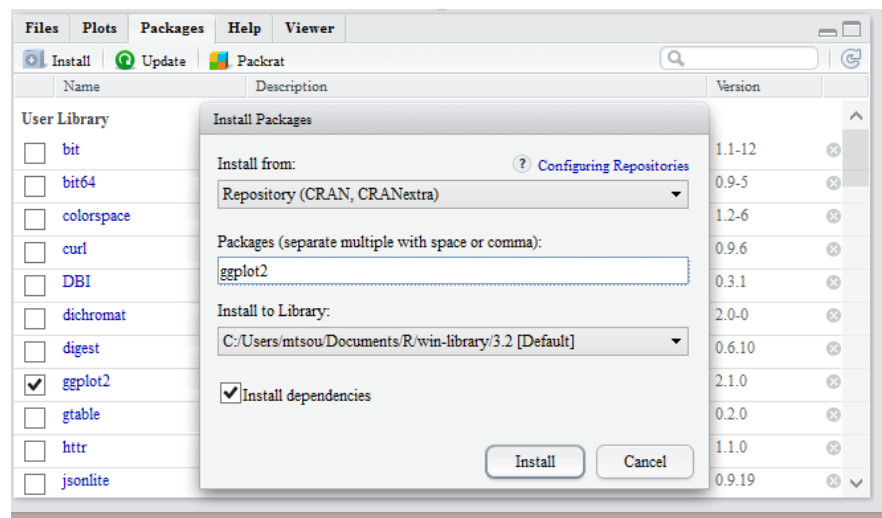 Files Plots Packages Help Viewer
Install Update Packrat
Name Description Version
User Library
Install Packages
bit 1.1-12
Install from: ? Configuring Repositories
bit64 0.9-5
Repository (CRAN, CRANextra)
colorspace 1.2-6
Packages (separate multiple with space or comma):
curl 0.9.6
ggplot2
DBI 0.3.1
Install to Library:
dichromat 2.0-0
C:/Users/mtsou/Documents/R/win-library/3.2 [Default]
digest 0.6.10
ggplot2 2.1.0
Install dependencies
gtable 0.2.0
httr 1.1.0
Install Cancel
jsonlite 0.9.19